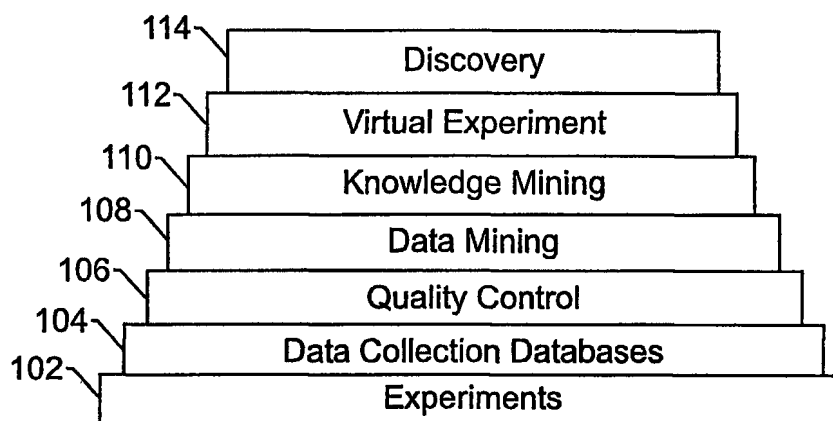 114
Discovery
112
Virtual Experiment
110
Knowledge Mining
108
Data Mining
106
Quality Control
104
Data Collection Databases
102
Experiments